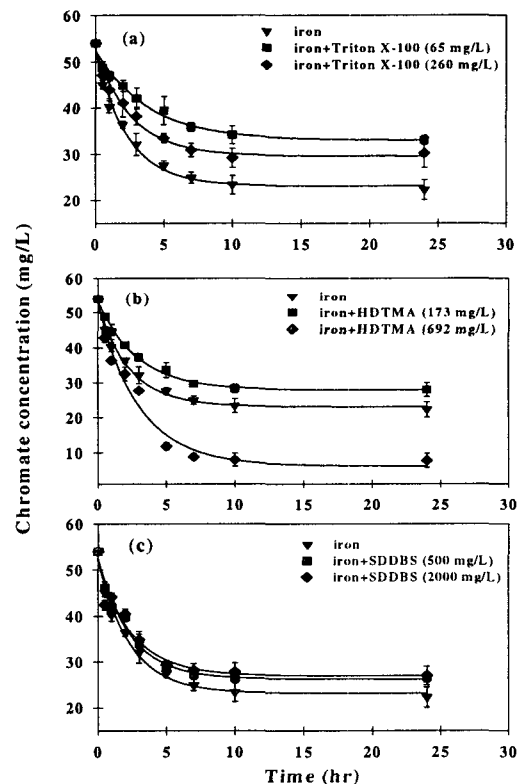 (a)
iron
iron+Triton X-100 (65 mg/L)
iron+Triton X-100 (260 mg/L)
60
50
40
30
20
0 5 10 15 20 25 30
Chromate concentration (mg/L)
(b)
iron
iron+HDTMA (173 mg/L)
iron+HDTMA (692 mg/L)
60
50
40
30
20
10
0 5 10 15 20 25 30
(c)
iron
iron+SDDBS (500 mg/L)
iron+SDDBS (2000 mg/L)
60
50
40
30
20
0 5 10 15 20 25 30
Time (hr)